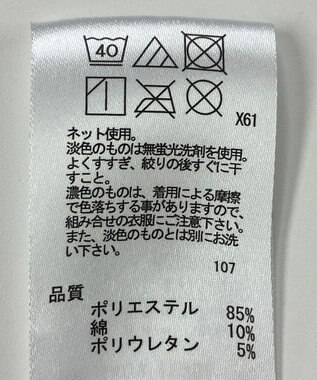 40
X61
ネット使用。
淡色のものは無蛍光洗剤を使用。
よくすすぎ、絞りの後すぐに干
すこと。
濃色のものは、着用による摩擦
で色落ちする事がありますので、
組み合せの衣服にご注意下さい。
また、淡色のものとは別にお洗
い下さい。
107
品質
ポリエステル 85%
綿 10%
ポリウレタン 5%